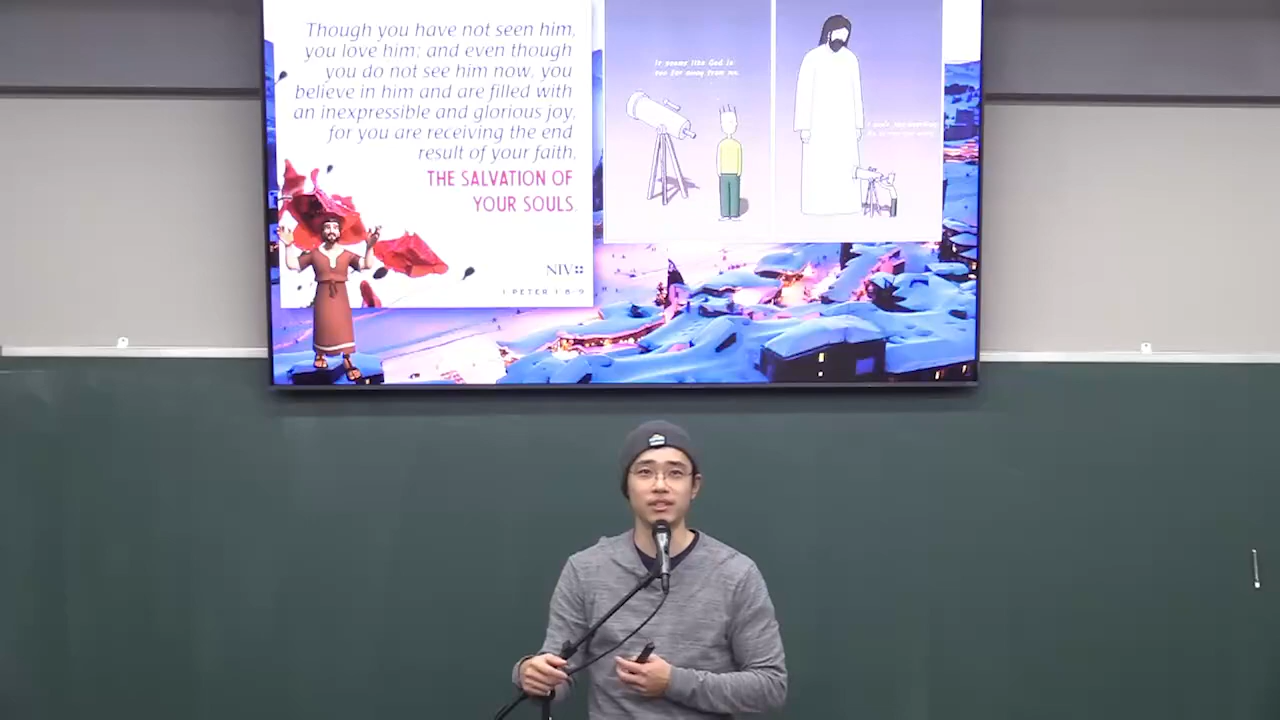 Though you have not seen him,
you love him; and even though
you do not see him now, you
believe in him and are filled with
an inexpressible and glorious joy,
for you are receiving the end
result of your faith,
THE SALVATION OF
YOUR SOULS.
NIV
1 PETER 1:8-9
It seems like God is
too far away from me.